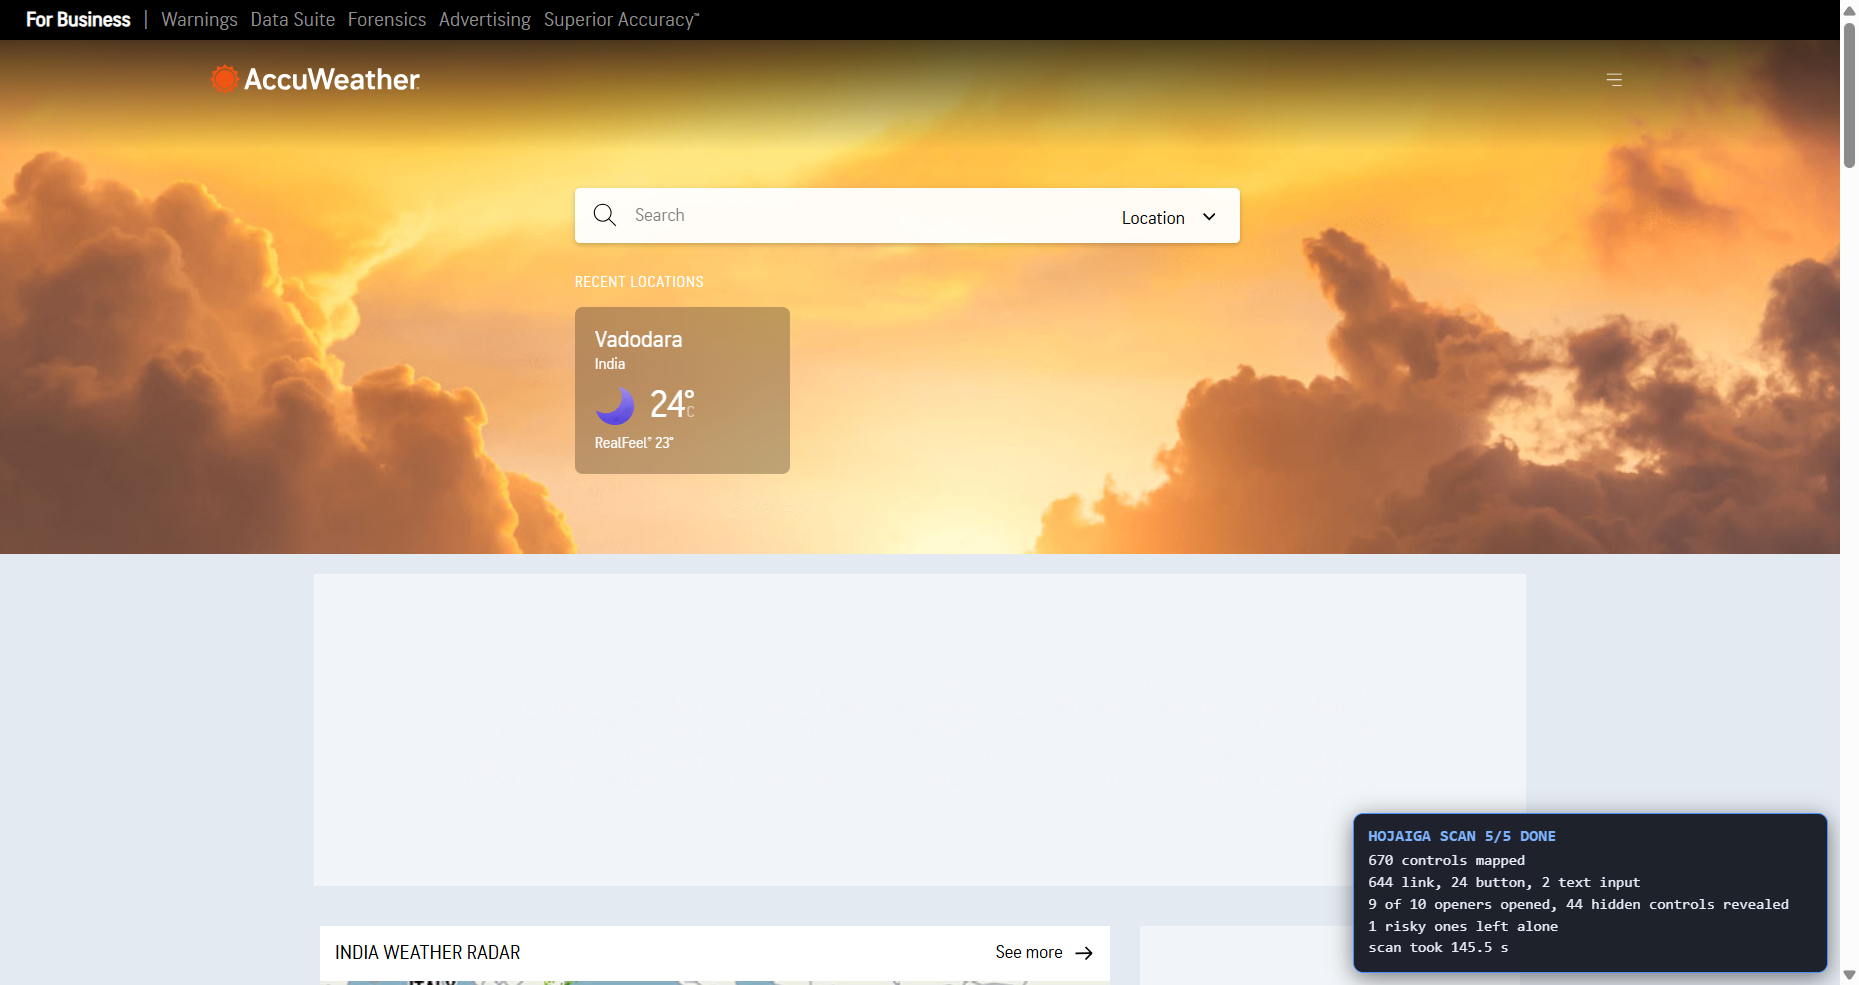 For Business | Warnings Data Suite Forensics Advertising Superior Accuracy™
AccuWeather
Search
Location
RECENT LOCATIONS
Vadodara
India
24°C
RealFeel® 23°
INDIA WEATHER RADAR
See more
HOJAIGA SCAN 5/5 DONE
670 controls mapped
644 link, 24 button, 2 text input
9 of 10 openers opened, 44 hidden controls revealed
1 risky ones left alone
scan took 145.5 s